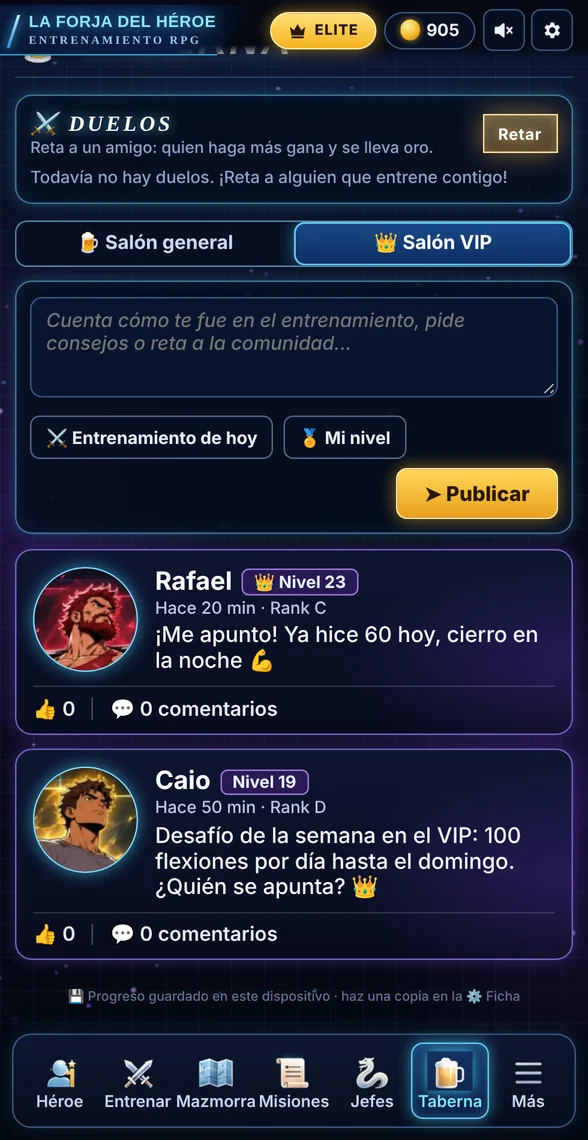 LA FORJA DEL HÉROE
ENTRENAMIENTO RPG
ELITE
905
DUELOS
Reta a un amigo: quien haga más gana y se lleva oro.
Retar
Todavía no hay duelos. ¡Reta a alguien que entrene contigo!
Salón general
Salón VIP
Cuenta cómo te fue en el entrenamiento, pide
consejos o reta a la comunidad...
Entrenamiento de hoy
Mi nivel
➤ Publicar
Rafael
Nivel 23
Hace 20 min · Rank C
¡Me apunto! Ya hice 60 hoy, cierro en
la noche 💪
👍 0
💬 0 comentarios
Caio
Nivel 19
Hace 50 min · Rank D
Desafío de la semana en el VIP: 100
flexiones por día hasta el domingo.
¿Quién se apunta? 👑
👍 0
💬 0 comentarios
💾 Progreso guardado en este dispositivo · haz una copia en la ⚙️ Ficha
Héroe
Entrenar
Mazmorra
Misiones
Jefes
Taberna
Más